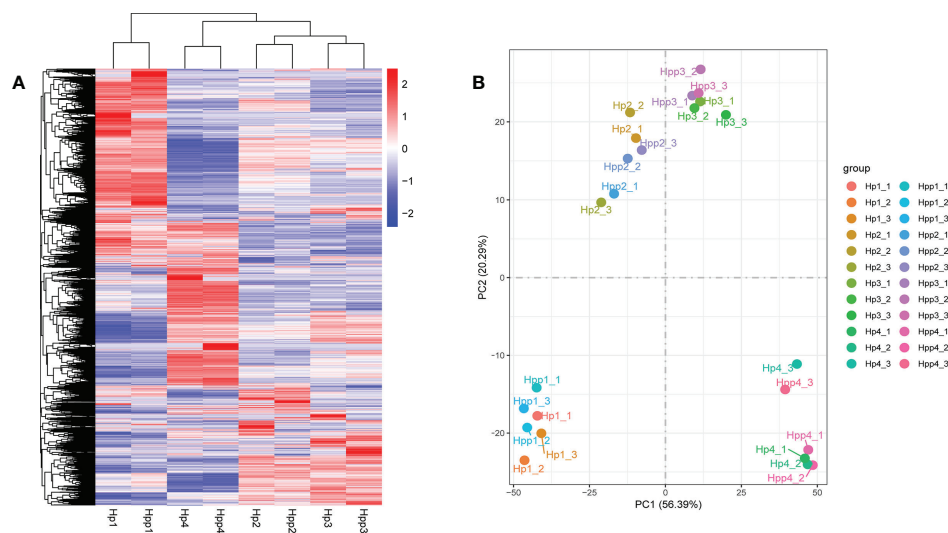 A
2
1
0
−1
−2
Hp1
Hpp1
Hp4
Hpp4
Hp2
Hpp2
Hp3
Hpp3
B
PC2 (20.29%)
20
10
0
−10
−20
−50
−25
0
25
50
PC1 (56.39%)
Hpp3_2
Hpp3_3
Hpp3_1
Hp3_1
Hp3_2
Hp3_3
Hp2_2
Hp2_1
Hpp2_3
Hpp2_2
Hpp2_1
Hp2_3
Hpp1_1
Hpp1_3
Hp1_1
Hpp1_2
Hp1_3
Hp1_2
Hp4_3
Hpp4_3
Hpp4_1
Hp4_1
Hp4_2
Hpp4_2
group
Hp1_1 Hpp1_1
Hp1_2 Hpp1_2
Hp1_3 Hpp1_3
Hp2_1 Hpp2_1
Hp2_2 Hpp2_2
Hp2_3 Hpp2_3
Hp3_1 Hpp3_1
Hp3_2 Hpp3_2
Hp3_3 Hpp3_3
Hp4_1 Hpp4_1
Hp4_2 Hpp4_2
Hp4_3 Hpp4_3